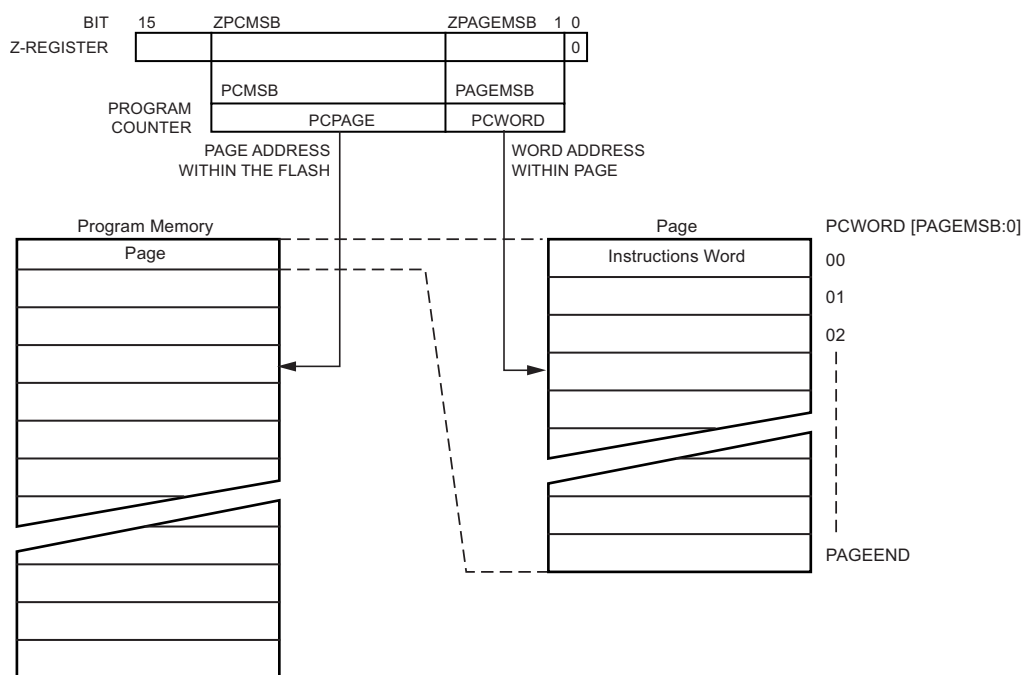 BIT 15 ZPCMSB ZPAGEMSB 1 0
Z-REGISTER 0
PCMSB PAGEMSB
PROGRAM
COUNTER
PCPAGE PCWORD
PAGE ADDRESS
WITHIN THE FLASH
WORD ADDRESS
WITHIN PAGE
Program Memory Page PCWORD [PAGEMSB:0]
Page Instructions Word 00
01
02
PAGEEND